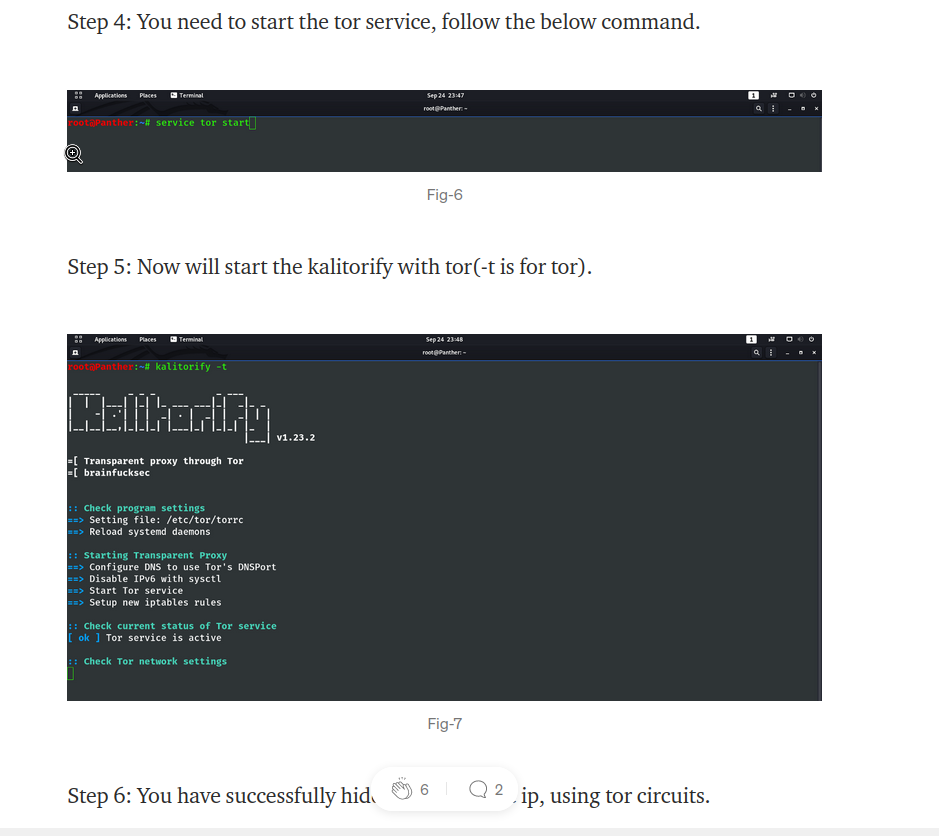 Step 4: You need to start the tor service, follow the below command.
Applications Places Terminal Sep 24 23:47 1
root@Panther: ~
root@Panther:~# service tor start
Fig-6
Step 5: Now will start the kalitorify with tor(-t is for tor).
Applications Places Terminal Sep 24 23:48 1
root@Panther: ~
root@Panther:~# kalitorify -t
v1.23.2
=[ Transparent proxy through Tor
=[ brainfucksec
:: Check program settings
==> Setting file: /etc/tor/torrc
==> Reload systemd daemons
:: Starting Transparent Proxy
==> Configure DNS to use Tor's DNSPort
==> Disable IPv6 with sysctl
==> Start Tor service
==> Setup new iptables rules
:: Check current status of Tor service
[ ok ] Tor service is active
:: Check Tor network settings
Fig-7
6 2
Step 6: You have successfully ip, using tor circuits.